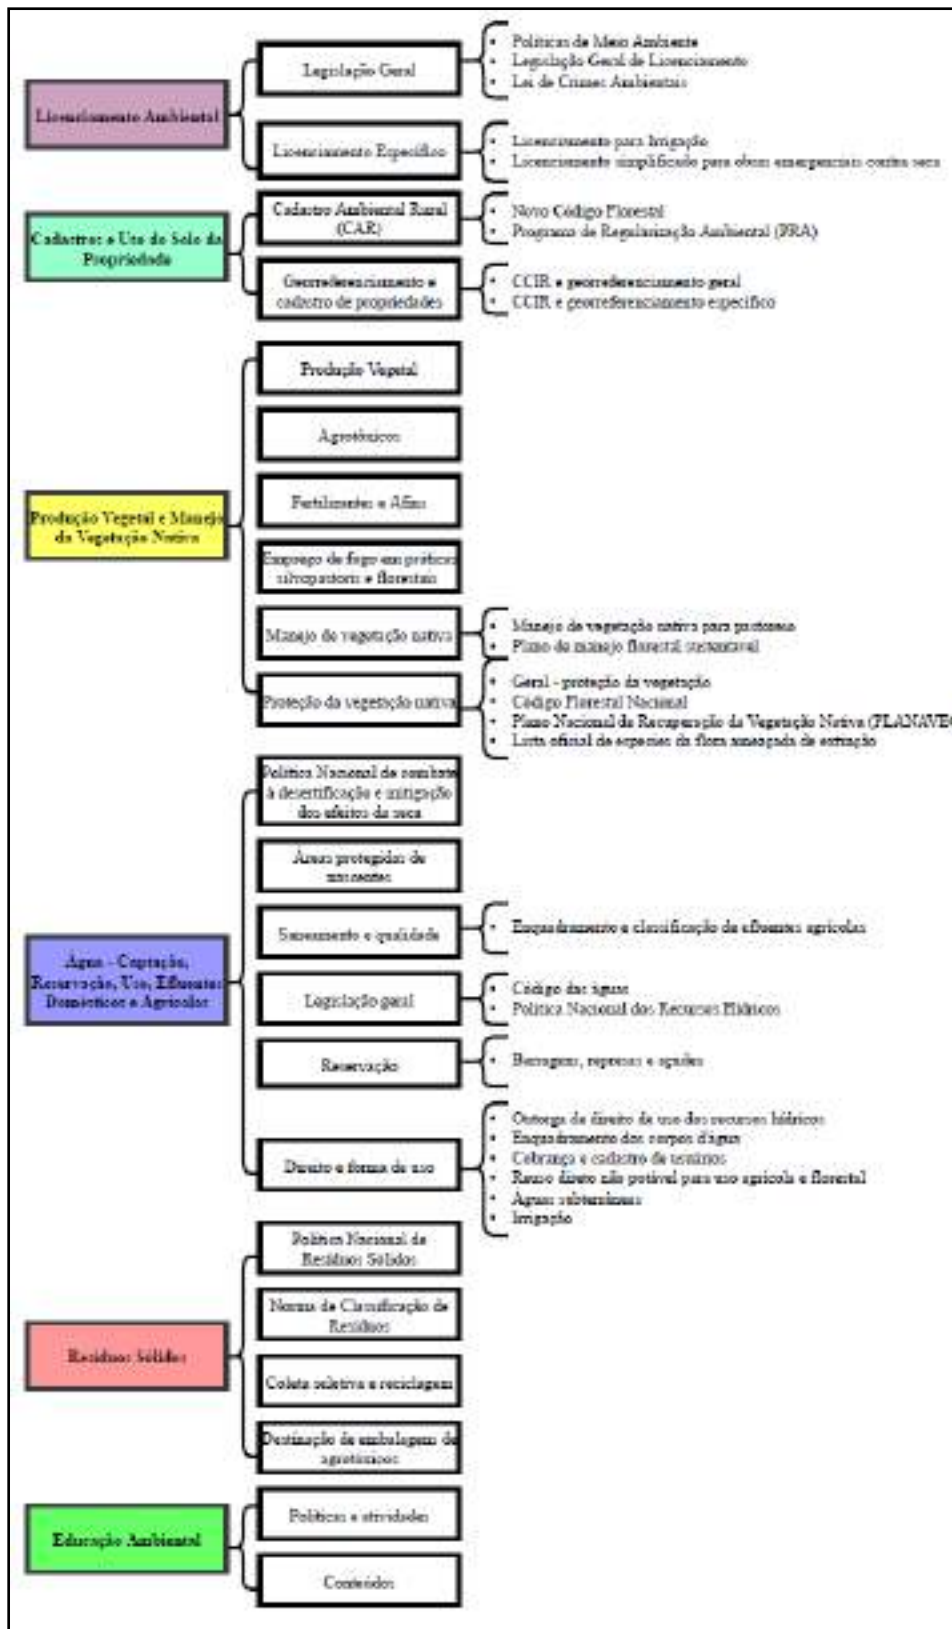 Licenciamento Ambiental
Legislação Geral
• Políticas de Meio Ambiente
• Legislação Geral de Licenciamento
• Lei de Crimes Ambientais
Licenciamento Específico
• Licenciamento para Irrigação
• Licenciamento simplificado para obras emergenciais contra seca
Cadastros e Uso do Solo da
Propriedade
Cadastro Ambiental Rural
(CAR)
• Novo Código Florestal
• Programa de Regularização Ambiental (PRA)
Georreferenciamento e
cadastro de propriedades
• CCIR e georreferenciamento geral
• CCIR e georreferenciamento específico
Produção Vegetal e Manejo
da Vegetação Nativa
Produção Vegetal
Agrotóxicos
Fertilizantes e Afins
Emprego de fogo em práticas
silvopastoris e florestais
Manejo de vegetação nativa
• Manejo de vegetação nativa para pastoreio
• Plano de manejo florestal sustentavel
Proteção da vegetação nativa
• Geral - proteção da vegetação
• Código Florestal Nacional
• Plano Nacional de Recuperação da Vegetação Nativa (PLANAVEG
• Lista oficial de especies da flora ameaçada de extinção
Água - Captação,
Reservação, Uso, Efluentes
Domésticos e Agrícolas
Política Nacional de combate
à desertificação e mitigação
dos efeitos da seca
Áreas protegidas de
nascentes
Saneamento e qualidade
• Enquadramento e classificação de efluentes agrícolas
Legislação geral
• Código das águas
• Política Nacional dos Recursos Hídricos
Reservação
• Barragens, represas e açudes
Direito e forma de uso
• Outorga de direito de uso dos recursos hídricos
• Enquadramento dos corpos d'água
• Cobrança e cadastro de usuários
• Reuso direto não potável para uso agrícola e florestal
• Águas subterrâneas
• Irrigação
Resíduos Sólidos
Política Nacional de
Resíduos Sólidos
Norma de Classificação de
Resíduos
Coleta seletiva e reciclagem
Destinação de embalagem de
agrotóxicos
Educação Ambiental
Políticas e atividades
Conteúdos